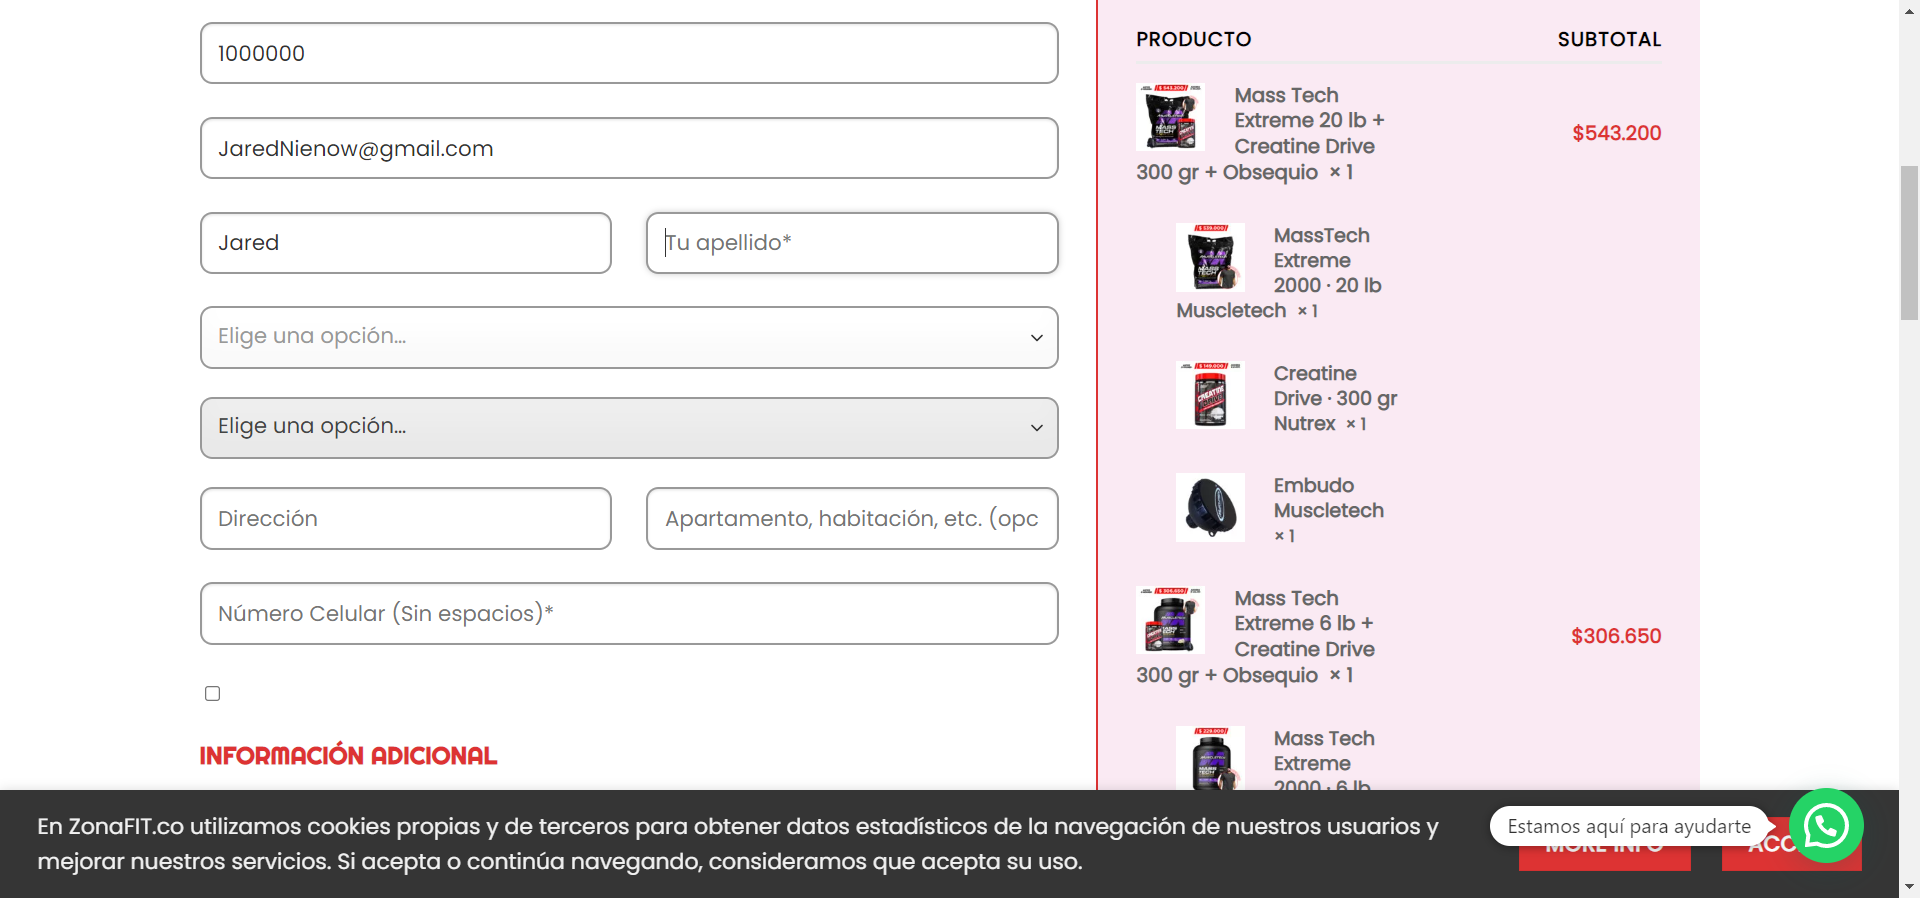 1000000
JaredNienow@gmail.com
Jared
Tu apellido*
Elige una opción...
Elige una opción...
Dirección
Apartamento, habitación, etc. (opc
Número Celular (Sin espacios)*
INFORMACIÓN ADICIONAL
PRODUCTO
SUBTOTAL
Mass Tech
Extreme 20 lb +
Creatine Drive
300 gr + Obsequio × 1
$543.200
MassTech
Extreme
2000 · 20 lb
Muscletech × 1
Creatine
Drive · 300 gr
Nutrex × 1
Embudo
Muscletech
× 1
Mass Tech
Extreme 6 lb +
Creatine Drive
300 gr + Obsequio × 1
$306.650
Mass Tech
Extreme
2000 · 6 lb
En ZonaFIT.co utilizamos cookies propias y de terceros para obtener datos estadísticos de la navegación de nuestros usuarios y
mejorar nuestros servicios. Si acepta o continúa navegando, consideramos que acepta su uso.
Estamos aquí para ayudarte
MORE INFO